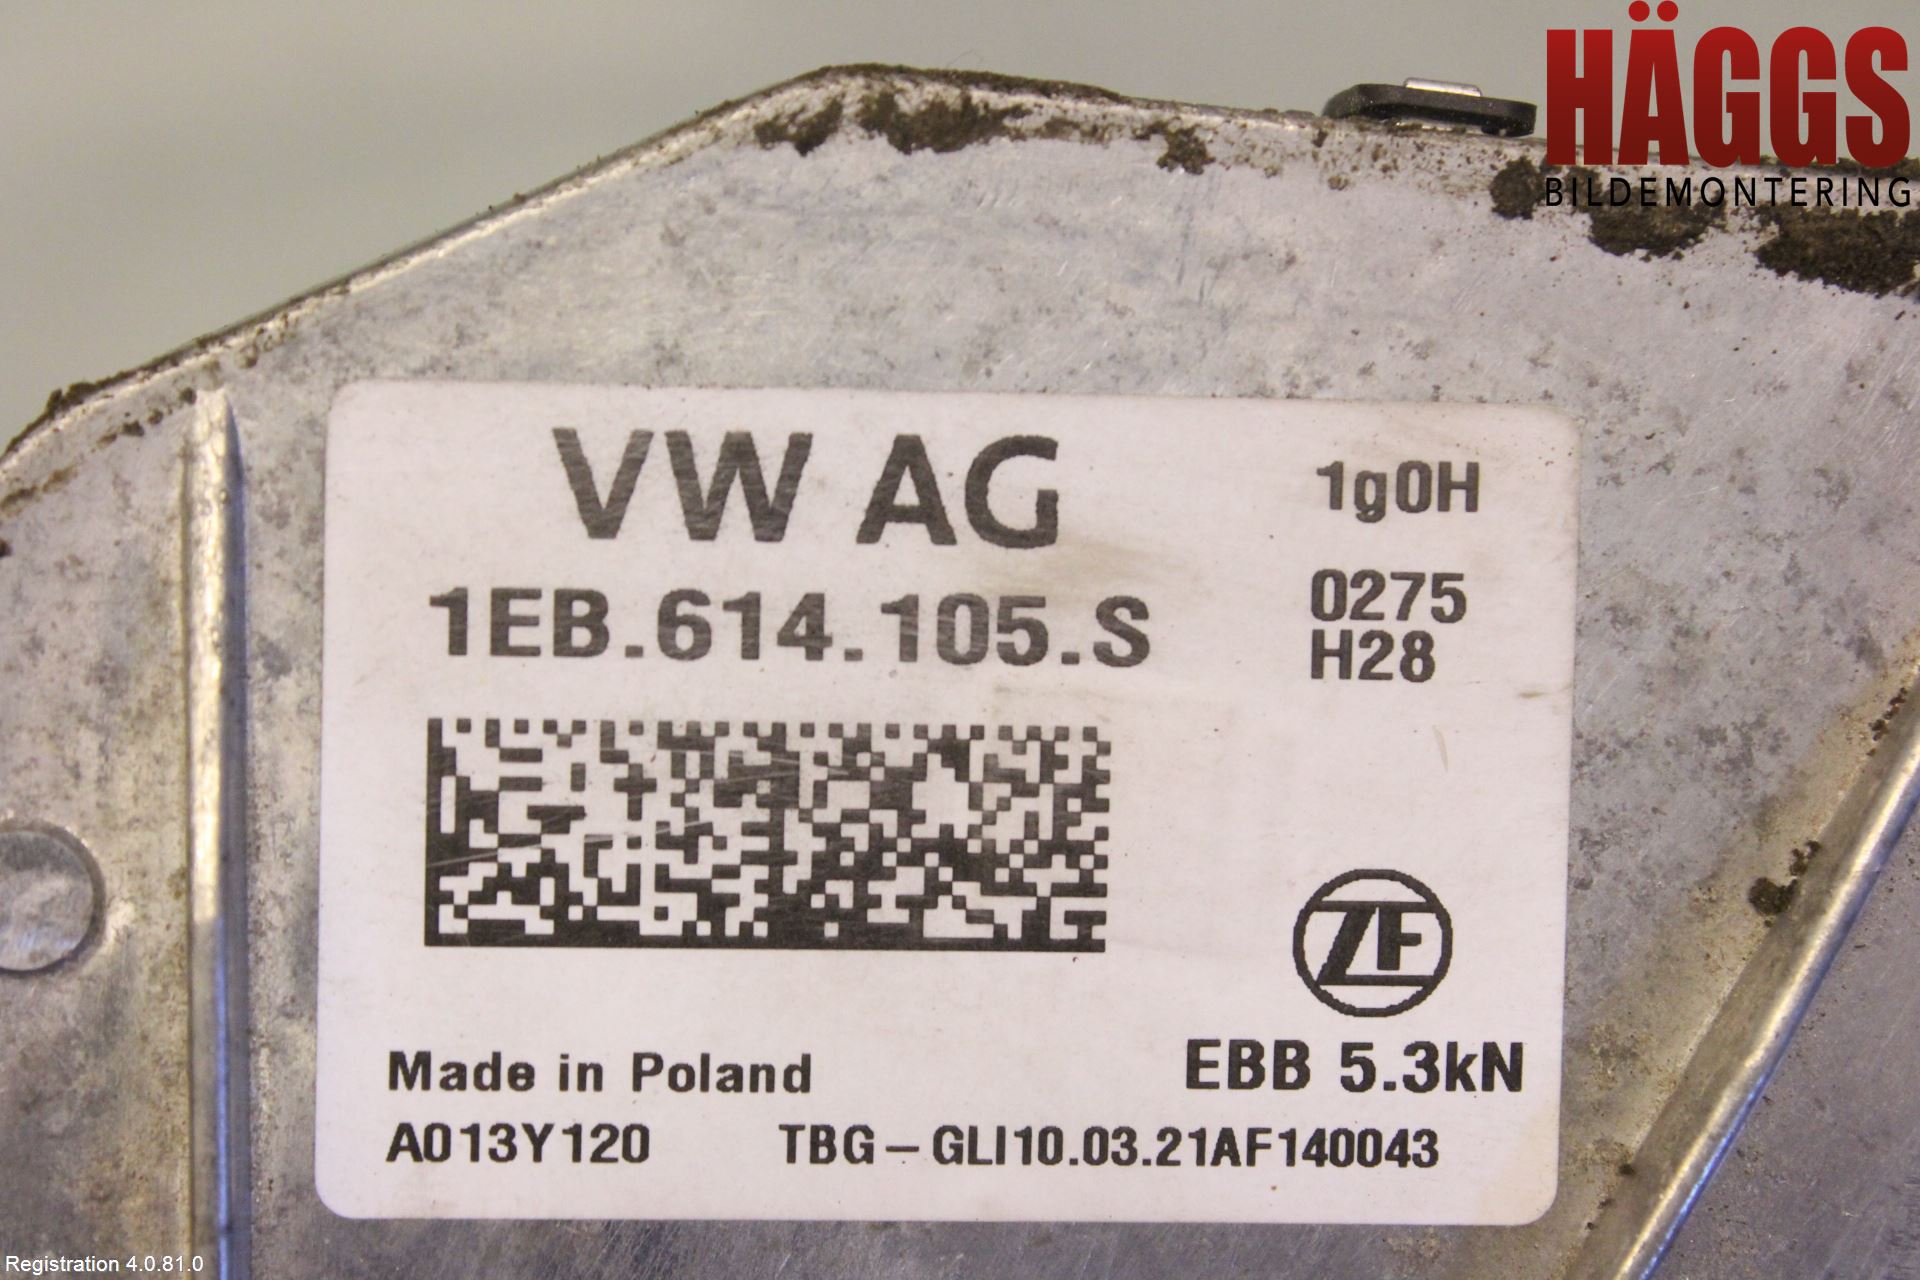 HÄGGS
BILDEMONTERING
VW AG
1g0H
1EB.614.105.S
0275
H28
ZF
EBB 5.3kN
Made in Poland
A013Y120
TBG-GLI10.03.21AF140043
Registration 4.0.81.0